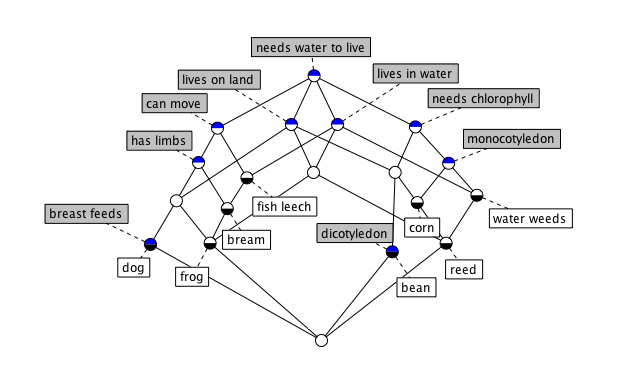 needs water to live
lives on land
lives in water
can move
needs chlorophyll
has limbs
monocotyledon
breast feeds
fish leech
water weeds
dicotyledon
corn
bream
dog
frog
reed
bean